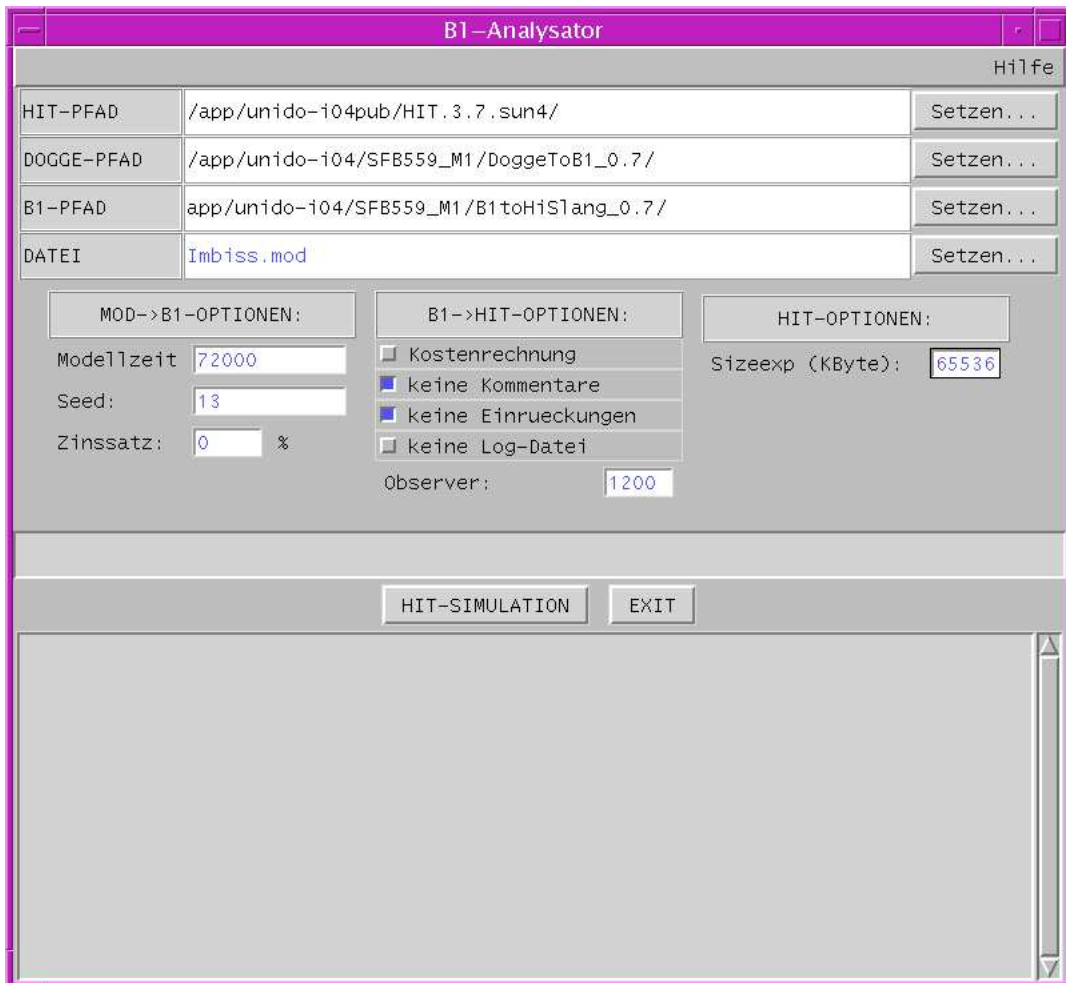 B1-Analysator
Hilfe
HIT-PFAD /app/unido-i04pub/HIT.3.7.sun4/ Setzen...
DOGGE-PFAD /app/unido-i04/SFB559_M1/DoggeToB1_0.7/ Setzen...
B1-PFAD app/unido-i04/SFB559_M1/B1toHiSlang_0.7/ Setzen...
DATEI Imbiss.mod Setzen...
MOD->B1-OPTIONEN: B1->HIT-OPTIONEN: HIT-OPTIONEN:
Modellzeit 72000 Kostenrechnung Sizeexp (KByte): 65536
keine Kommentare
Seed: 13 keine Einrueckungen
Zinssatz: 0 % keine Log-Datei
Observer: 1200
HIT-SIMULATION EXIT